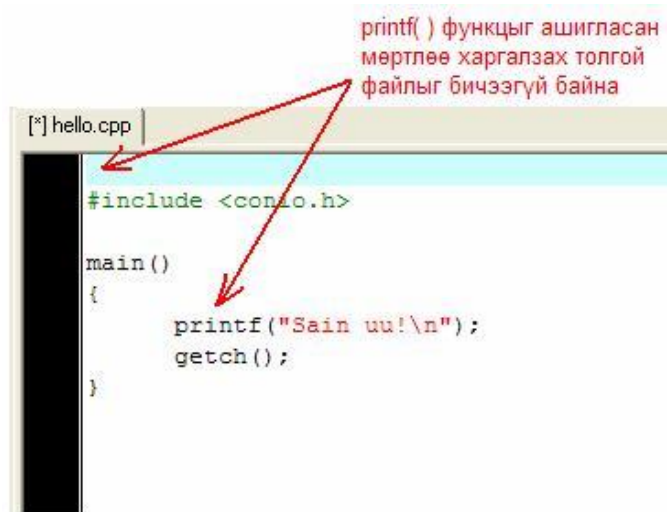 printf( ) функцыг ашигласан
мөртлөө харгалзах толгой
файлыг бичээгүй байна
[*] hello.cpp
#include <conio.h>
main()
{
printf("Sain uu!\n");
getch();
}